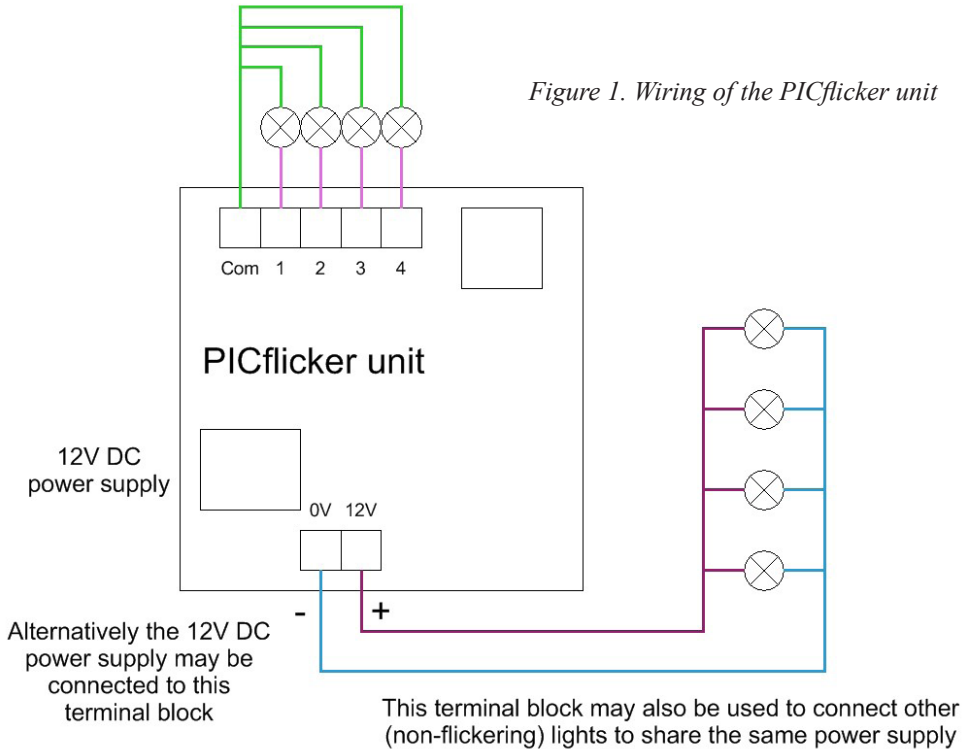 Figure 1. Wiring of the PICflicker unit
Com 1 2 3 4
PICflicker unit
12V DC
power supply
0V 12V
- +
Alternatively the 12V DC
power supply may be
connected to this
terminal block
This terminal block may also be used to connect other
(non-flickering) lights to share the same power supply